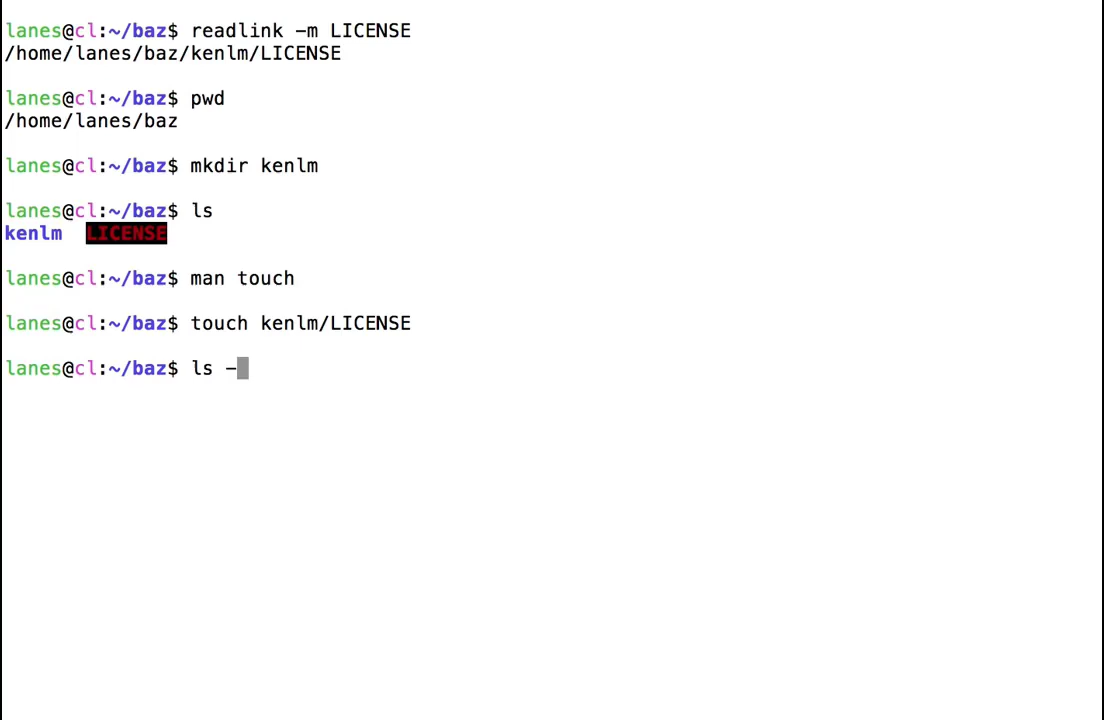 lanes@cl:~/baz$ readlink -m LICENSE
/home/lanes/baz/kenlm/LICENSE
lanes@cl:~/baz$ pwd
/home/lanes/baz
lanes@cl:~/baz$ mkdir kenlm
lanes@cl:~/baz$ ls
kenlm  LICENSE
lanes@cl:~/baz$ man touch
lanes@cl:~/baz$ touch kenlm/LICENSE
lanes@cl:~/baz$ ls -